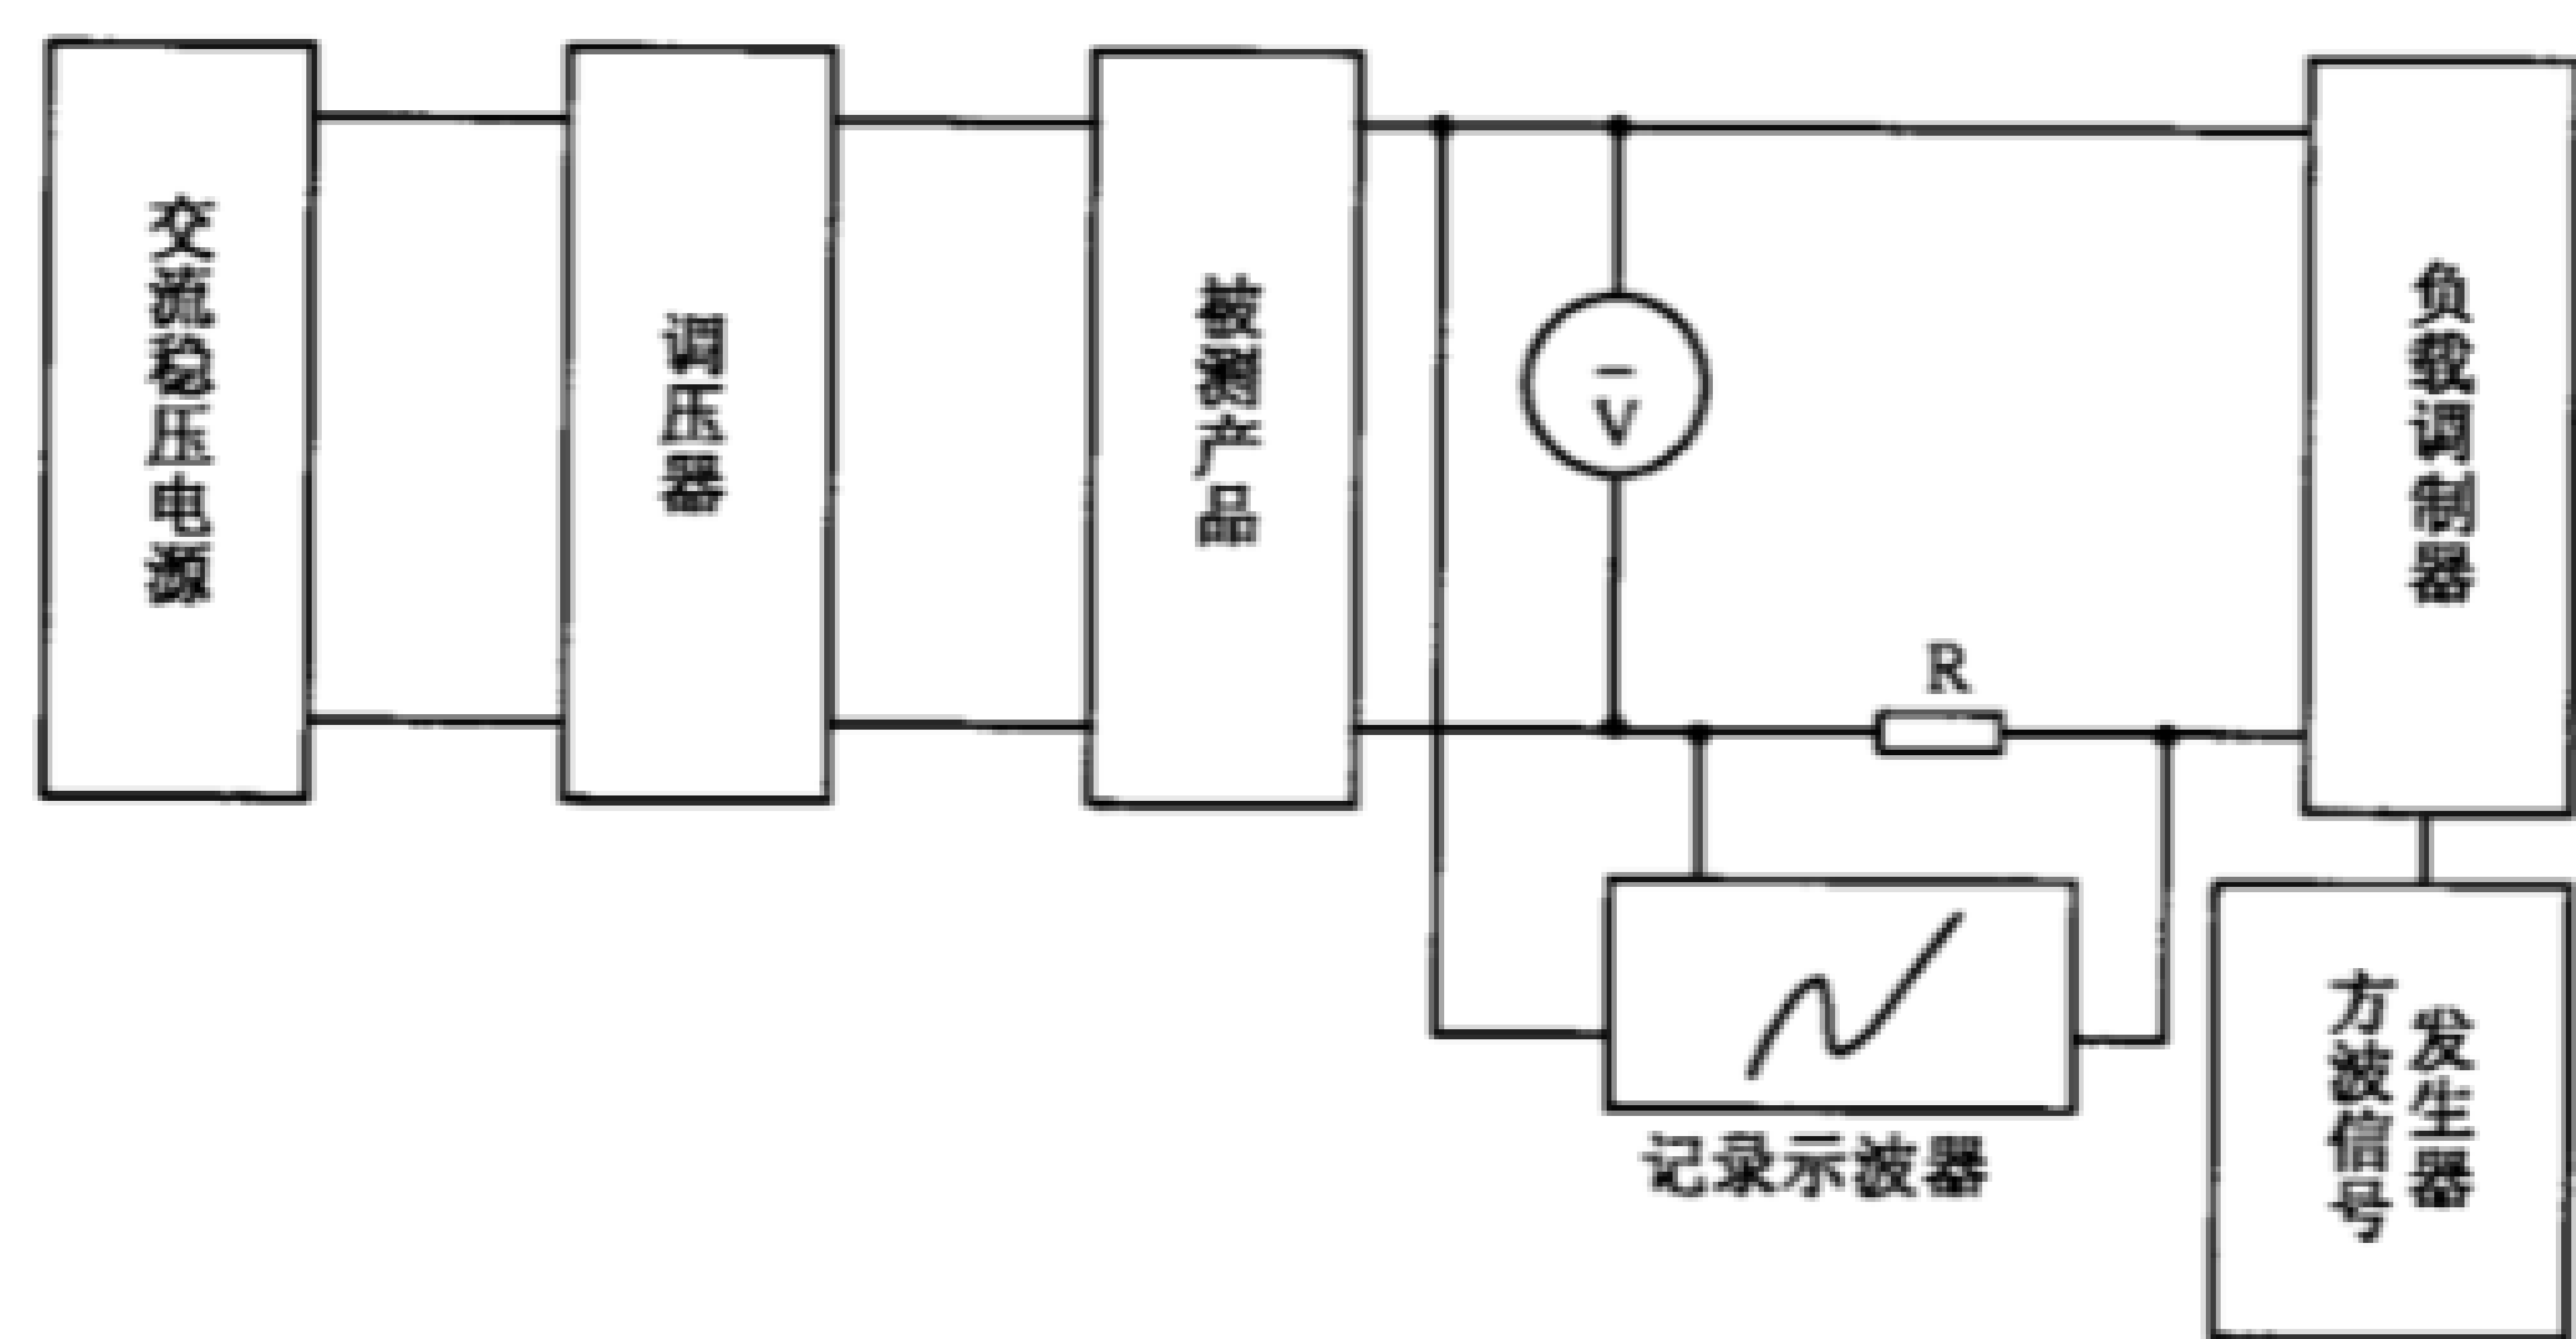 交流稳压电源
调压器
被测产品
V
R
负载调制器
记录示波器
方波信号
发生器